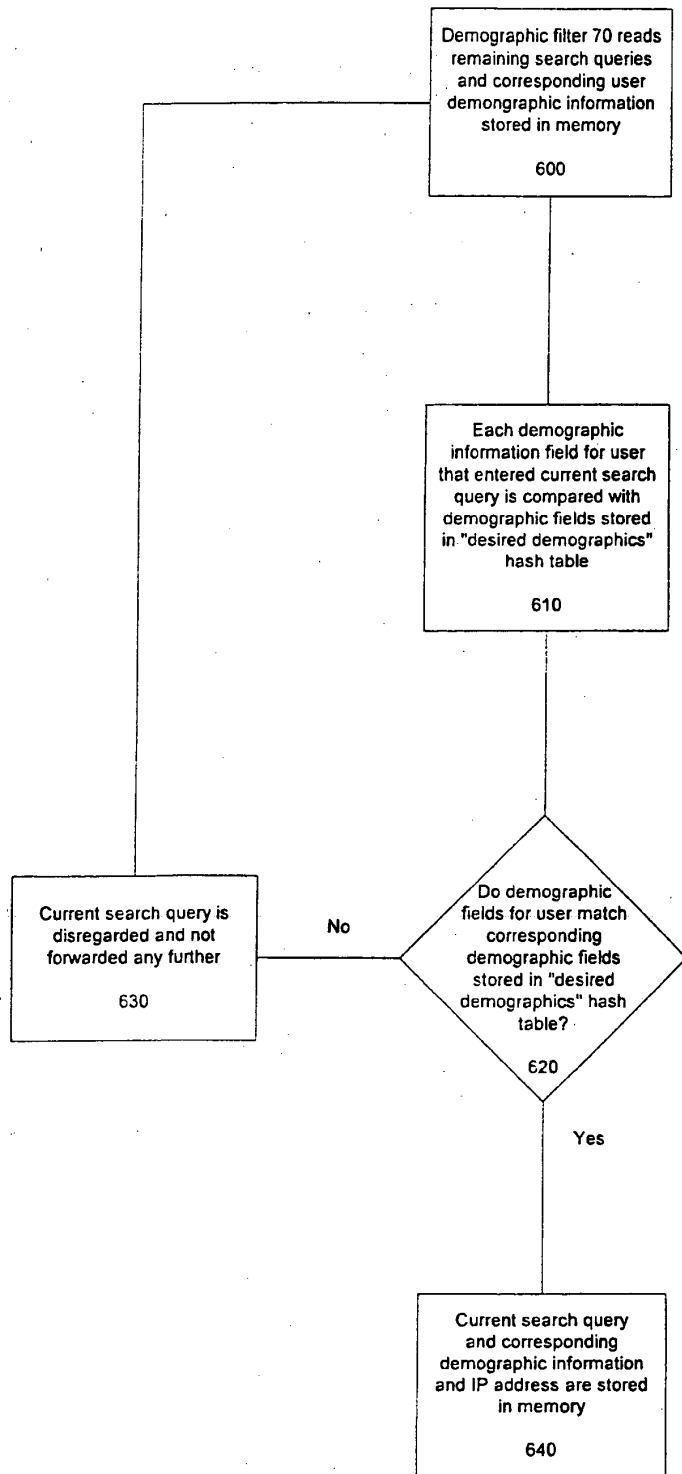 Demographic filter 70 reads
remaining search queries
and corresponding user
demongraphic information
stored in memory
600
Each demographic
information field for user
that entered current search
query is compared with
demographic fields stored
in "desired demographics"
hash table
610
Do demographic
fields for user match
corresponding
demographic fields
stored in "desired
demographics" hash
table?
620
No
Current search query is
disregarded and not
forwarded any further
630
Yes
Current search query
and corresponding
demographic information
and IP address are stored
in memory
640